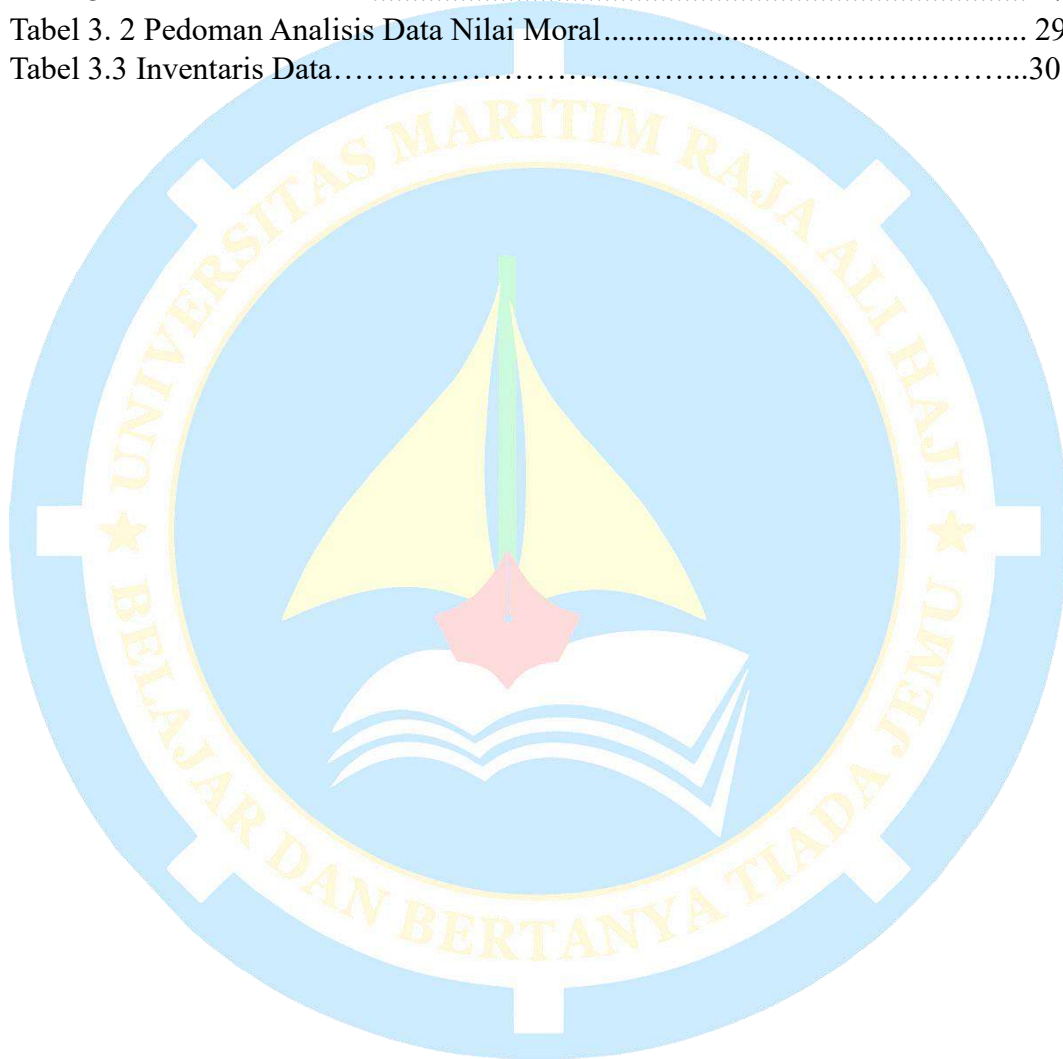 Tabel 3. 2 Pedoman Analisis Data Nilai Moral.................................................... 29
Tabel 3.3 Inventaris Data…………………………………………………………...30
UNIVERSITAS MARITIM RAJA ALI HAJI
BELAJAR DAN BERTANYA TIADA JEMU